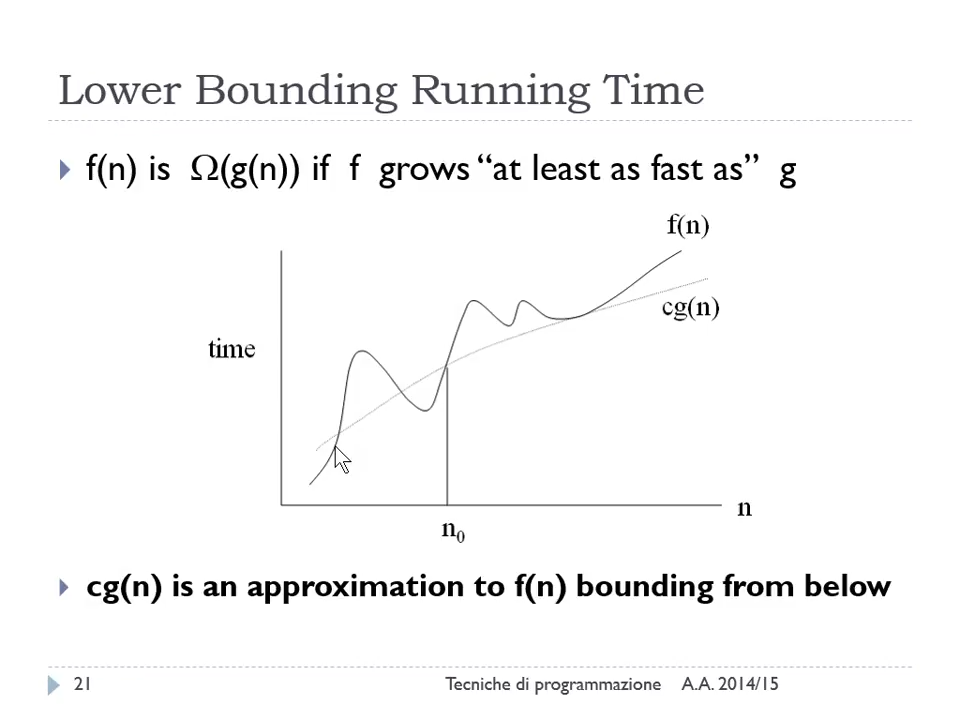 Lower Bounding Running Time
f(n) is Ω(g(n)) if f grows “at least as fast as” g
f(n)
cg(n)
time
n
n₀
cg(n) is an approximation to f(n) bounding from below
21 Tecniche di programmazione A.A. 2014/15